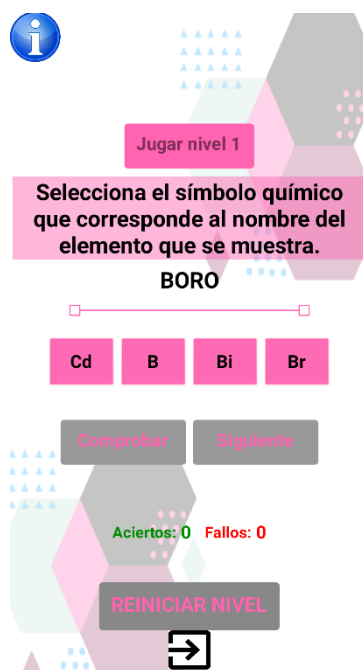 i
Jugar nivel 1
Selecciona el símbolo químico
que corresponde al nombre del
elemento que se muestra.
BORO
Cd B Bi Br
Comprobar Siguiente
Aciertos: 0 Fallos: 0
REINICIAR NIVEL